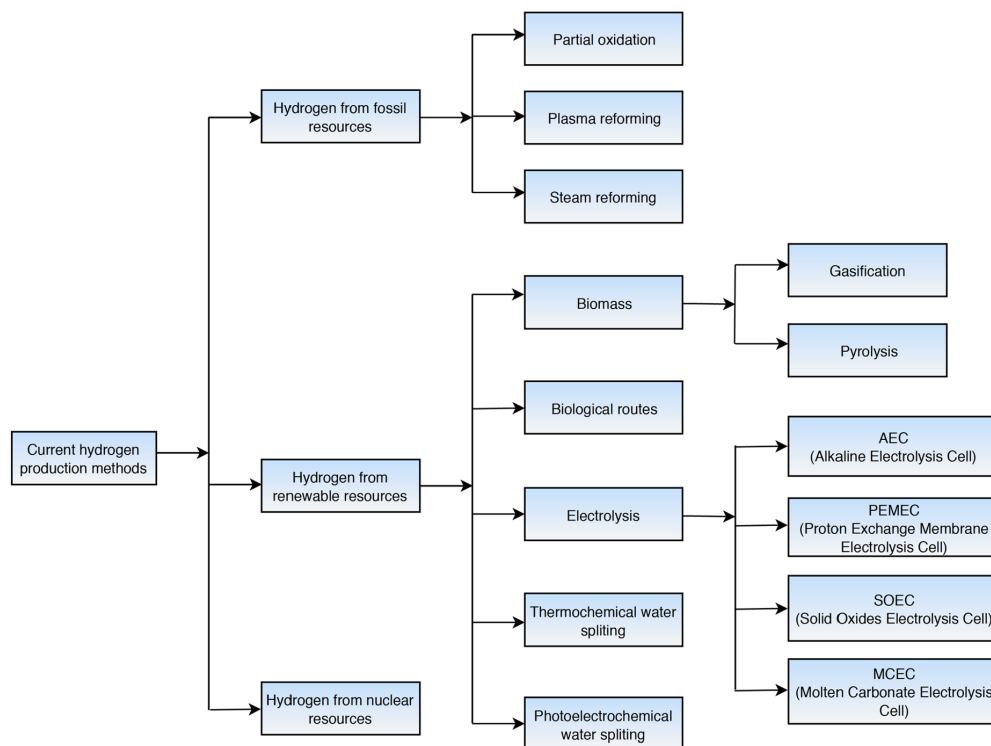 Partial oxidation
Hydrogen from fossil
resources
Plasma reforming
Steam reforming
Gasification
Biomass
Pyrolysis
Biological routes
Current hydrogen
production methods
AEC
(Alkaline Electrolysis Cell)
Hydrogen from
renewable resources
Electrolysis
PEMEC
(Proton Exchange Membrane
Electrolysis Cell)
SOEC
(Solid Oxides Electrolysis Cell)
Thermochemical water
spliting
MCEC
(Molten Carbonate Electrolysis
Cell)
Hydrogen from nuclear
resources
Photoelectrochemical
water spliting